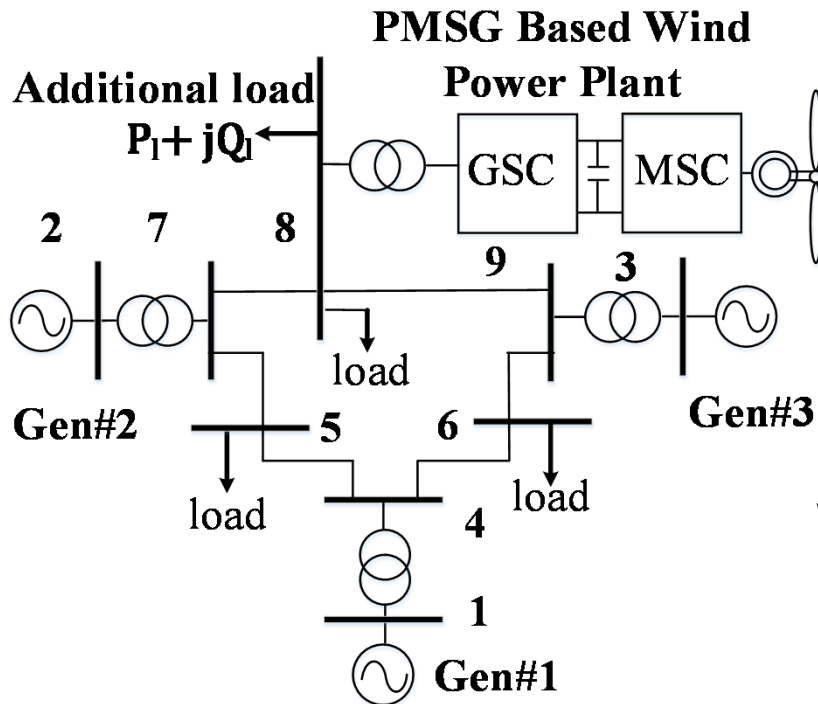 PMSG Based Wind
Power Plant
Additional load
Pl+ jQl
GSC
MSC
2
7
8
9
3
load
Gen#2
5
6
Gen#3
load
load
4
1
Gen#1